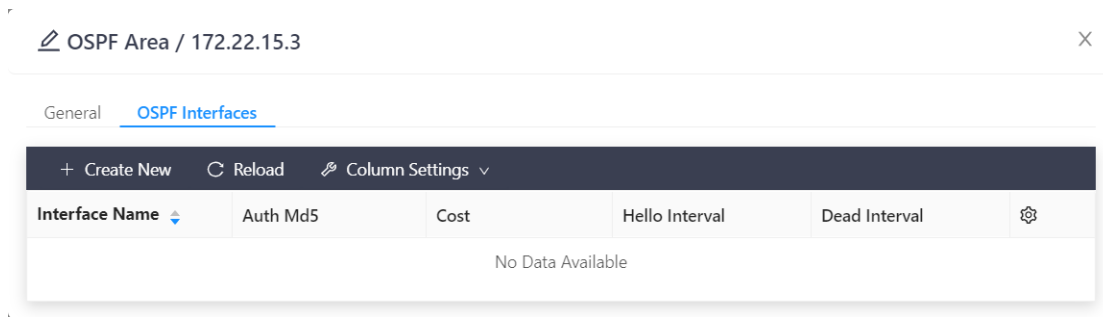 OSPF Area / 172.22.15.3
General OSPF Interfaces
+ Create New Reload Column Settings
Interface Name Auth Md5 Cost Hello Interval Dead Interval
No Data Available